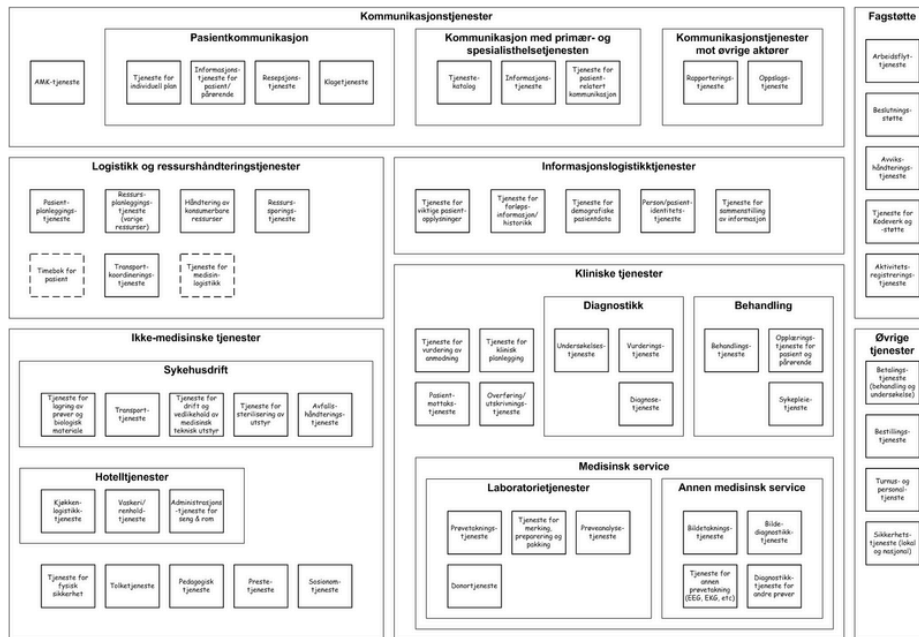 Kommunikasjonstjenester
Pasientkommunikasjon
AMK-tjeneste
Tjeneste for
individuell plan
Informasjons-
tjeneste for
pasient/
pårørende
Resepsjons-
tjeneste
Klagetjeneste
Kommunikasjon med primær- og
spesialisthelsetjenesten
Tjeneste-
katalog
Informasjons-
tjeneste
Tjeneste for
pasient-
relatert
kommunikasjon
Kommunikasjonstjenester
mot øvrige aktører
Rapporterings-
tjeneste
Oppslags-
tjeneste
Fagstøtte
Arbeidsflyt-
tjeneste
Beslutnings-
støtte
Avviks-
håndterings-
tjeneste
Tjeneste for
Kodeverk og
-støtte
Aktivitets-
registrerings-
tjeneste
Logistikk og ressurshåndteringstjenester
Pasient-
planleggings-
tjeneste
Ressurs-
planleggings-
tjeneste
(varige
ressurser)
Håndtering av
konsumerbare
ressurser
Ressurs-
sporings-
tjeneste
Timebok for
pasient
Transport-
koordinerings-
tjeneste
Tjeneste for
medisin-
logistikk
Informasjonslogistikktjenester
Tjeneste for
viktige pasient-
opplysninger
Tjeneste for
forløps-
informasjon/
historikk
Tjeneste for
demografiske
pasientdata
Person/pasient-
identitets-
tjeneste
Tjeneste for
sammenstilling
av informasjon
Kliniske tjenester
Tjeneste for
vurdering av
anmodning
Tjeneste for
klinisk
planlegging
Pasient-
mottaks-
tjeneste
Overføring/
utskrivnings-
tjeneste
Diagnostikk
Undersøkelses-
tjeneste
Vurderings-
tjeneste
Diagnose-
tjeneste
Behandling
Behandlings-
tjeneste
Opplærings-
tjeneste for
pasient og
pårørende
Sykepleie-
tjeneste
Medisinsk service
Laboratorietjenester
Prøvetaknings-
tjeneste
Tjeneste for
merking,
preparering og
pakking
Prøveanalyse-
tjeneste
Donortjeneste
Annen medisinsk service
Bildetaknings-
tjeneste
Bilde-
diagnostikk-
tjeneste
Tjeneste for
annen
prøvetakning
(EEG, EKG, etc)
Diagnostikk-
tjeneste for
andre prøver
Ikke-medisinske tjenester
Sykehusdrift
Tjeneste for
lagring av
prøver og
biologisk
materiale
Transport-
tjeneste
Tjeneste for
drift og
vedlikehold av
medisinsk
teknisk utstyr
Tjeneste for
sterilisering av
utstyr
Avfalls-
håndterings-
tjeneste
Hotelltjenester
Kjøkken-
logistikk-
tjeneste
Vaskeri/
renhold-
tjeneste
Administrasjons
-tjeneste for
seng & rom
Tjeneste for
fysisk
sikkerhet
Tolketjeneste
Pedagogisk
tjeneste
Preste-
tjeneste
Sosionom-
tjeneste
Øvrige
tjenester
Betalings-
tjeneste
(behandling og
undersøkelse)
Bestillings-
tjeneste
Turnus- og
personal-
tjenste
Sikkerhets-
tjeneste (lokal
og nasjonal)